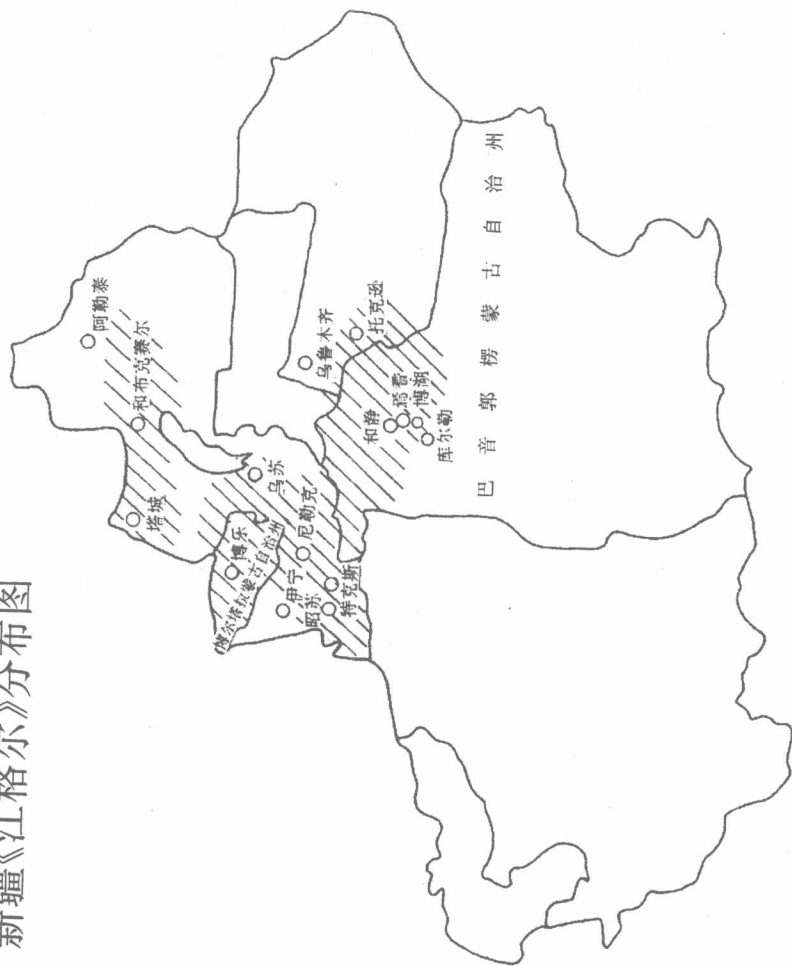 新疆《江格尔》分布图
阿勒泰
和布克赛尔
塔城
乌苏
博乐
博尔塔拉蒙古自治州
尼勒克
伊宁
昭苏
特克斯
乌鲁木齐
托克逊
和静
焉耆
博湖
库尔勒
巴音郭楞蒙古自治州